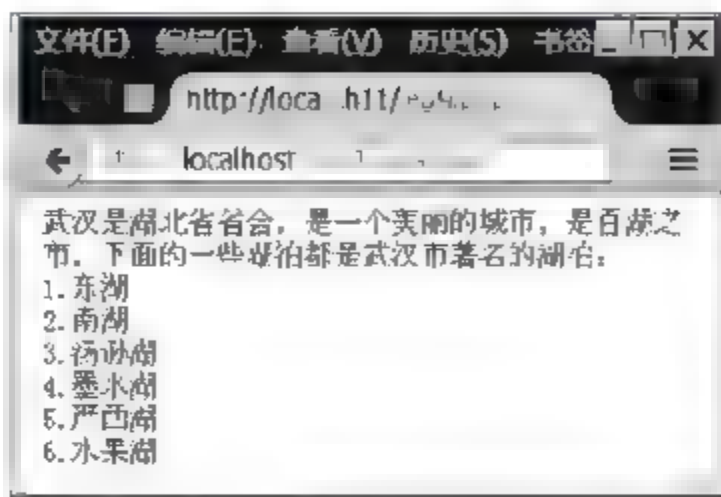 文件(F) 编辑(E) 查看(V) 历史(S) 书签
http://loca
localhost
武汉是湖北省省会，是一个美丽的城市，是百湖之
市。下面的一些湖泊都是武汉市著名的湖泊：
1.东湖
2.南湖
3.汤孙湖
4.墨水湖
5.严西湖
6.水果湖